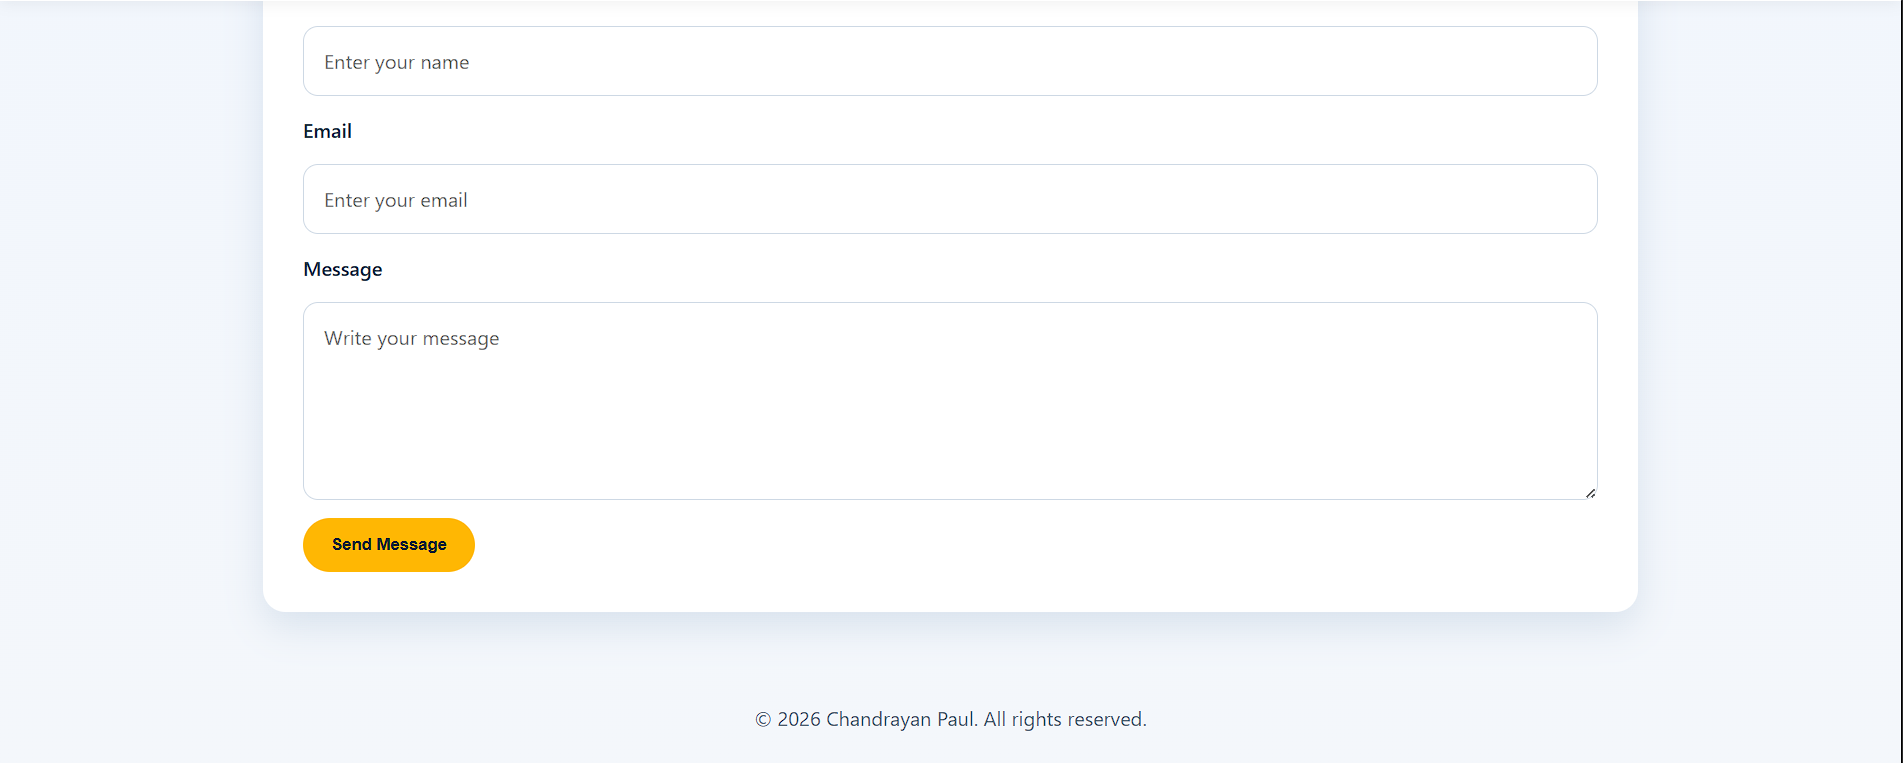 Enter your name
Email
Enter your email
Message
Write your message
Send Message
© 2026 Chandrayan Paul. All rights reserved.